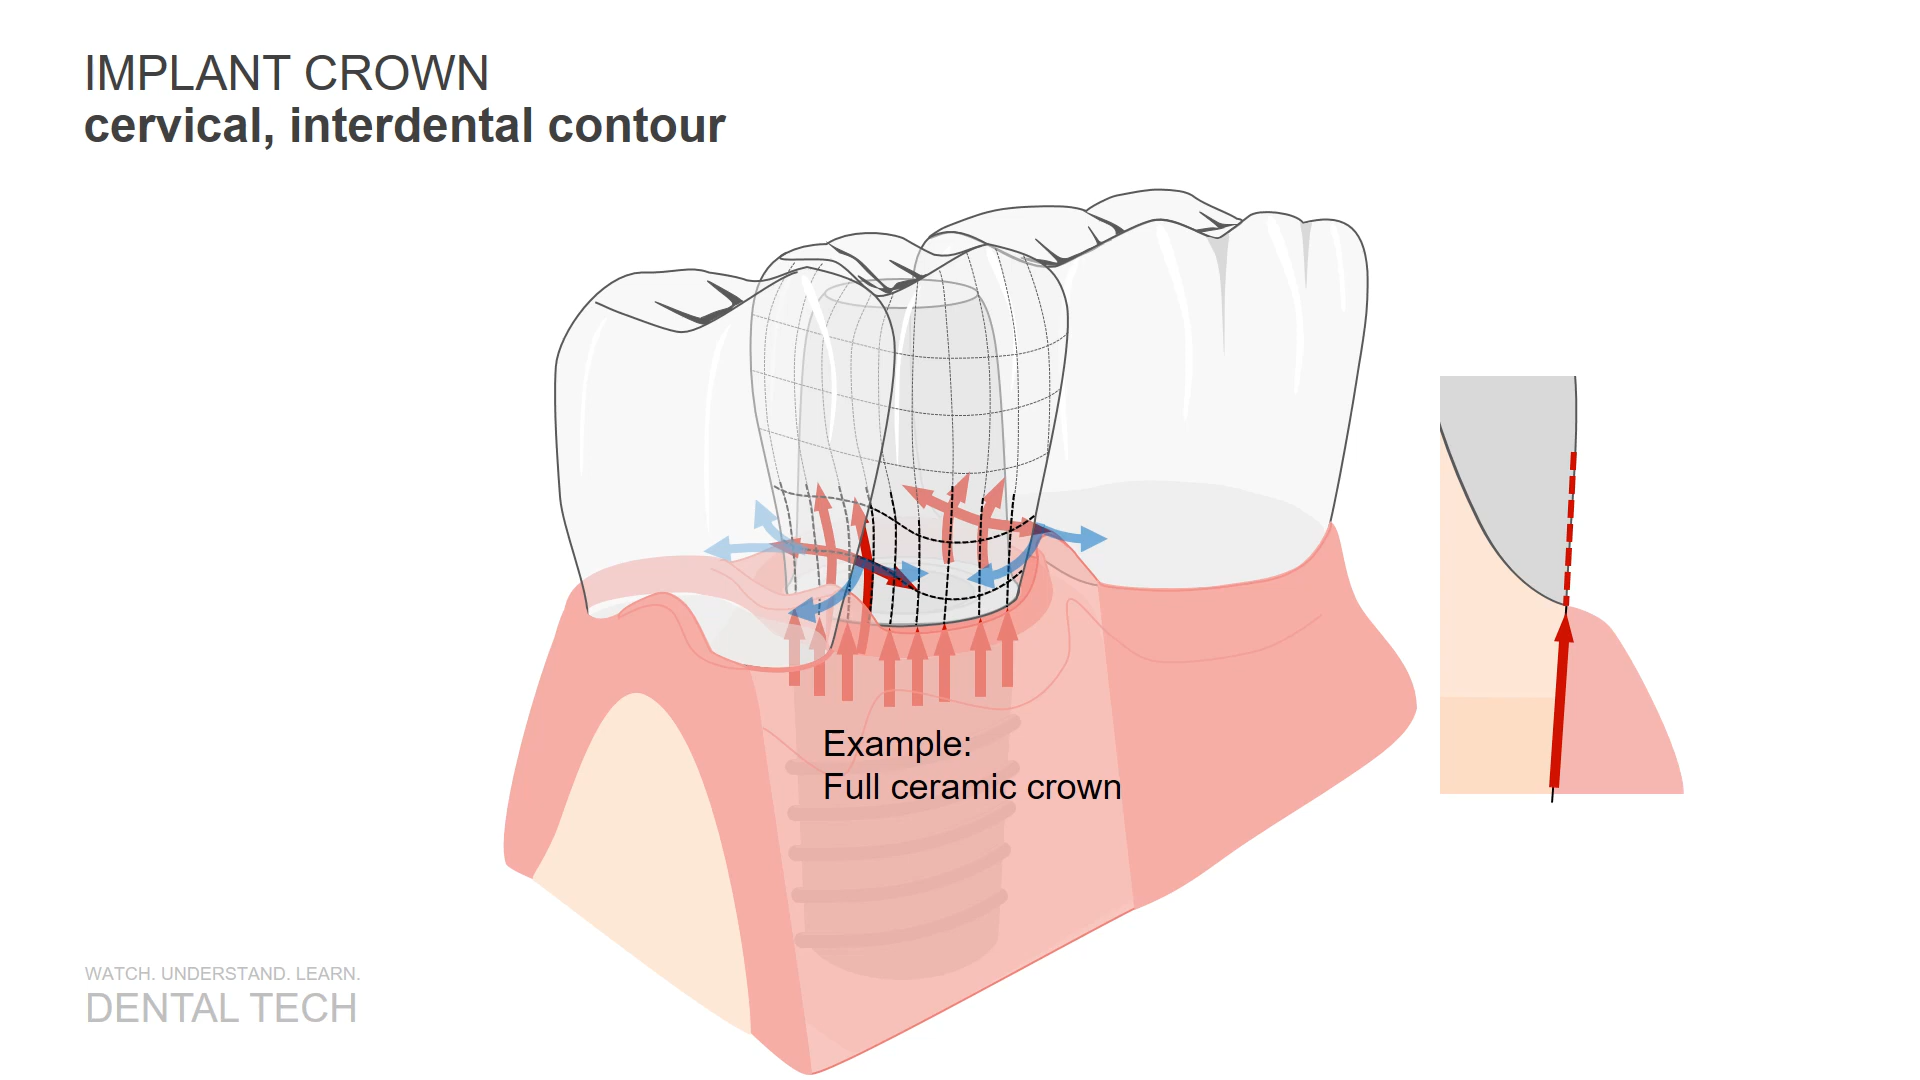 IMPLANT CROWN
cervical, interdental contour
Example:
Full ceramic crown
WATCH. UNDERSTAND. LEARN.
DENTAL TECH